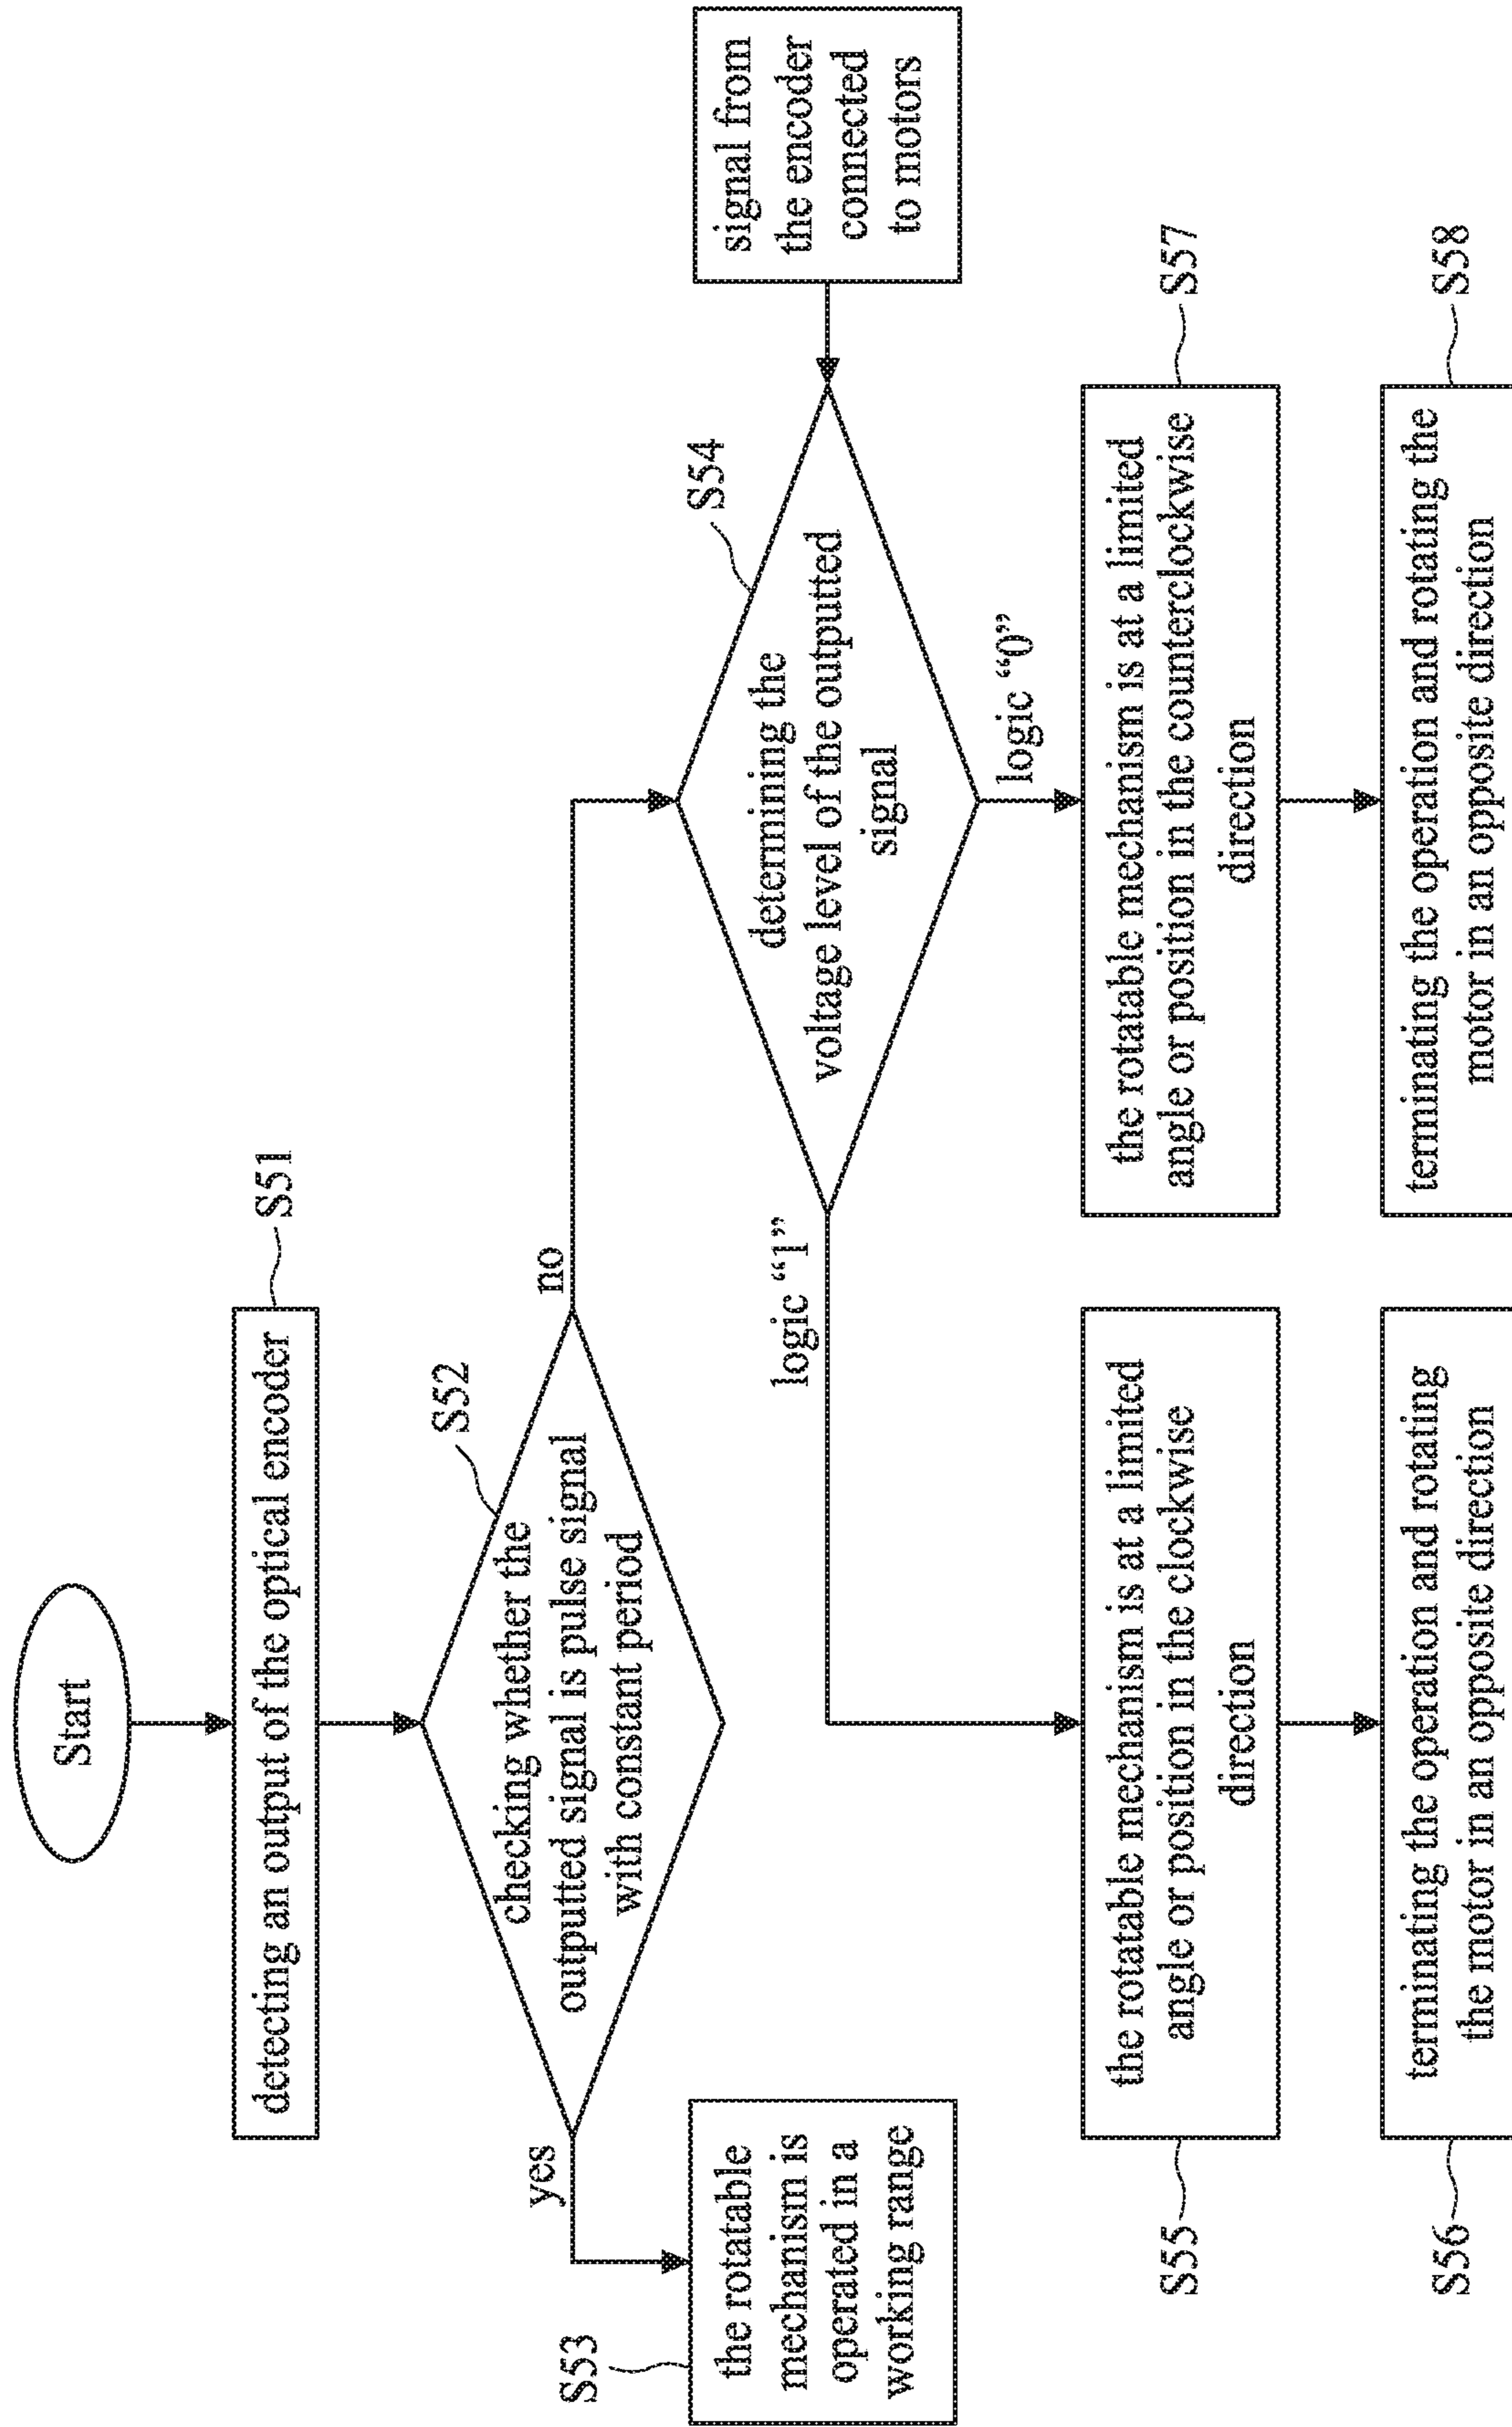 Start
detecting an output of the optical encoder
S51
checking whether the
outputted signal is pulse signal
with constant period
S52
yes
no
S53
the rotatable
mechanism is
operated in a
working range
determining the
voltage level of the outputted
signal
S54
signal from
the encoder
connected
to motors
logic “1”
logic “0”
S55
the rotatable mechanism is at a limited
angle or position in the clockwise
direction
the rotatable mechanism is at a limited
angle or position in the counterclockwise
direction
S57
S56
terminating the operation and rotating
the motor in an opposite direction
terminating the operation and rotating the
motor in an opposite direction
S58